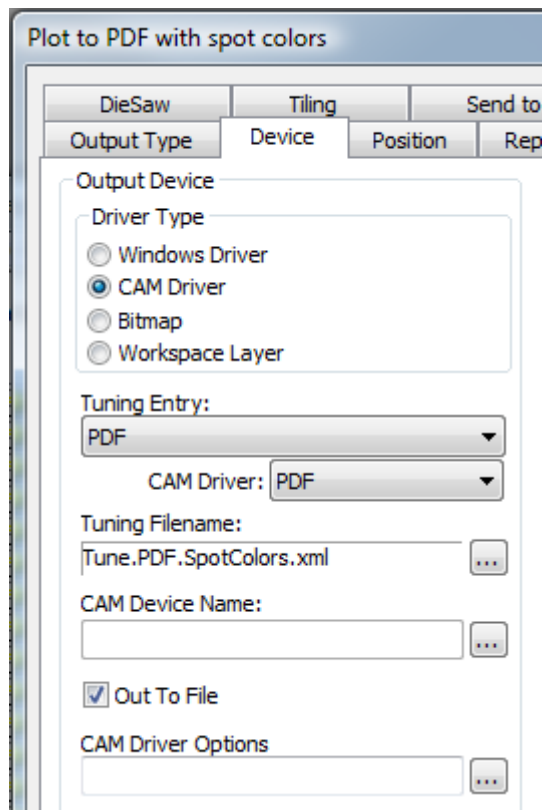 Plot to PDF with spot colors
DieSaw Tiling Send to
Output Type Device Position Rep
Output Device
Driver Type
Windows Driver
CAM Driver
Bitmap
Workspace Layer
Tuning Entry:
PDF
CAM Driver: PDF
Tuning Filename:
Tune.PDF.SpotColors.xml ...
CAM Device Name:
...
Out To File
CAM Driver Options
...